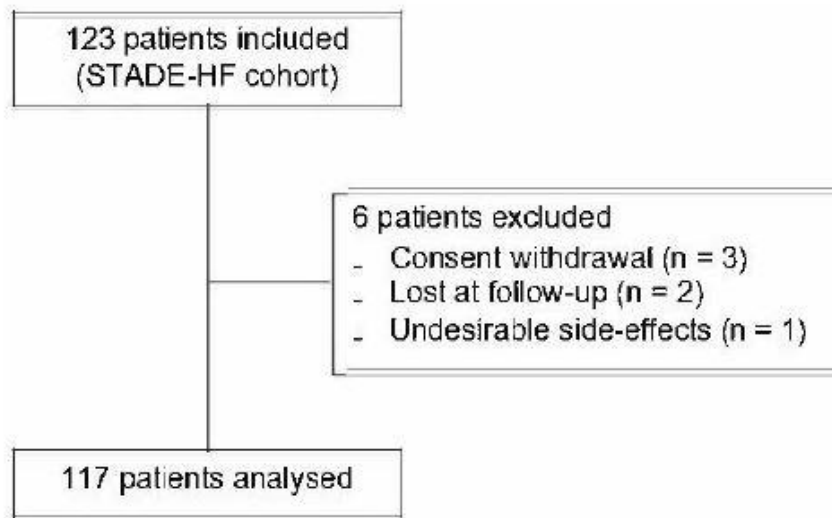 123 patients included
(STADE-HF cohort)
6 patients excluded
- Consent withdrawal (n = 3)
- Lost at follow-up (n = 2)
- Undesirable side-effects (n = 1)
117 patients analysed